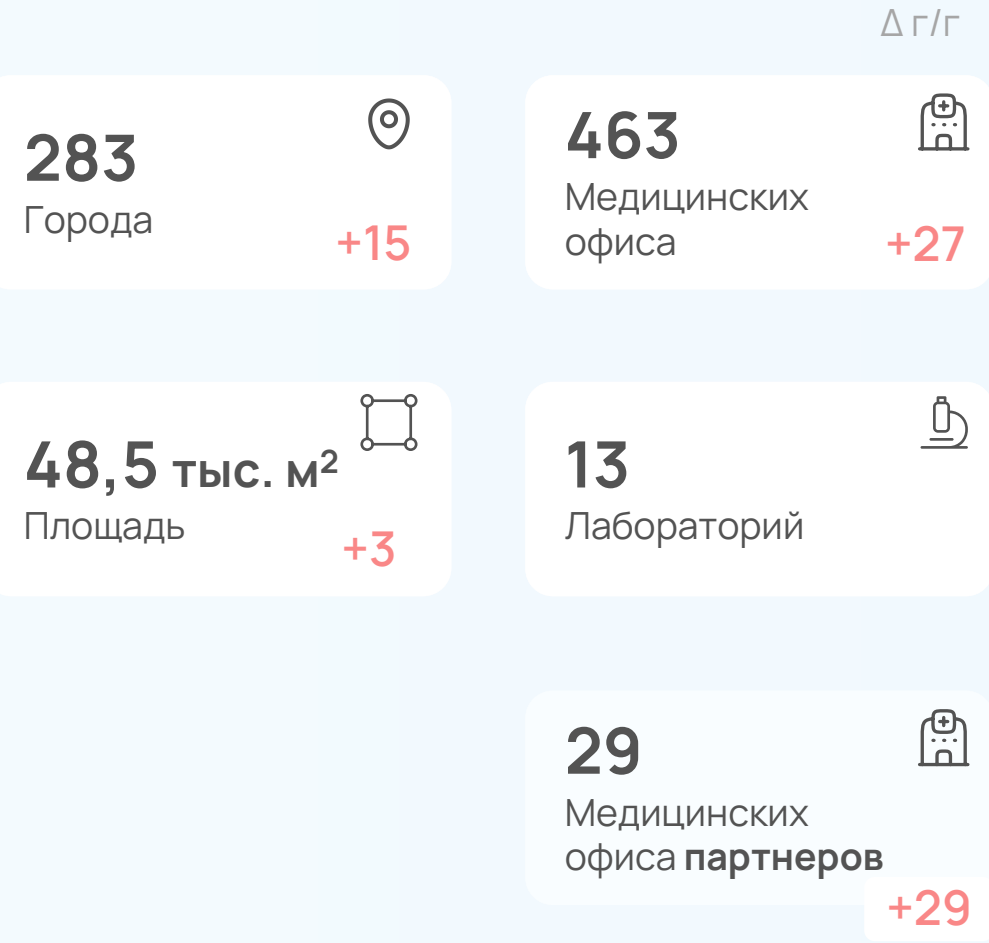 Δ г/г
283
Города
+15
463
Медицинских
офиса
+27
48,5 тыс. м²
Площадь
+3
13
Лабораторий
29
Медицинских
офиса партнеров
+29